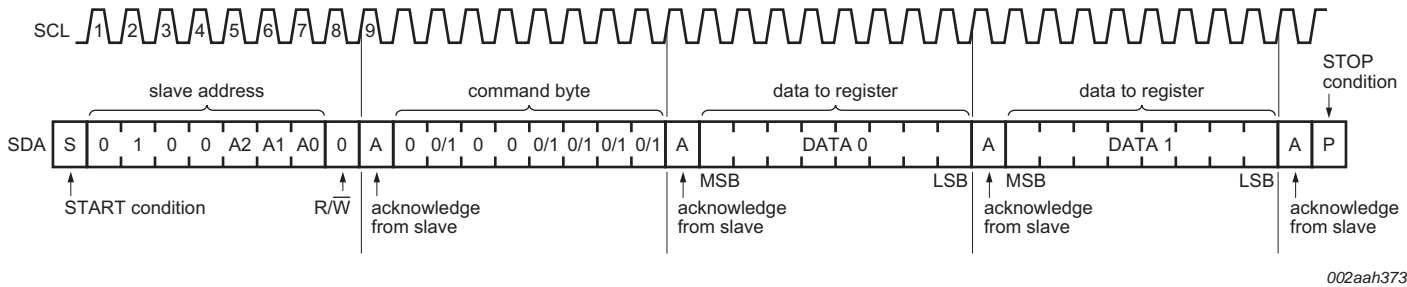 SCL 1 2 3 4 5 6 7 8 9
STOP
condition
slave address command byte data to register data to register
SDA S 0 1 0 0 A2 A1 A0 0 A 0 0/1 0 0 0/1 0/1 0/1 0/1 A DATA 0 A DATA 1 A P
MSB LSB MSB LSB
START condition R/W̅ acknowledge acknowledge acknowledge acknowledge
from slave from slave from slave from slave
002aah373